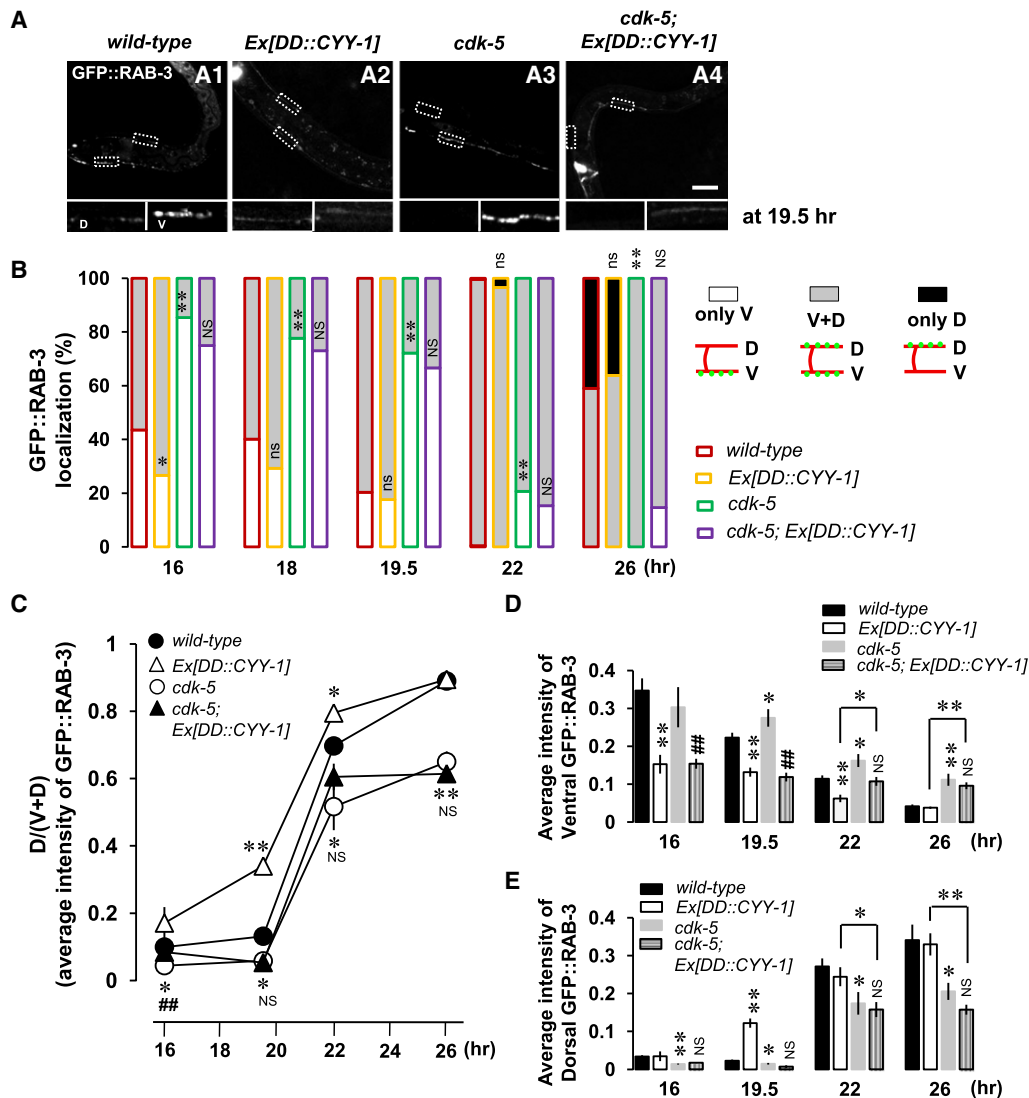 A
wild-type
Ex[DD::CYY-1]
cdk-5
cdk-5;
Ex[DD::CYY-1]
GFP::RAB-3
A1
A2
A3
A4
D
V
at 19.5 hr
B
GFP::RAB-3
localization (%)
100
80
60
40
20
0
*
**
NS
ns
**
NS
ns
**
NS
ns
**
NS
ns
**
NS
16
18
19.5
22
26
(hr)
only V
V+D
only D
D
V
D
V
D
V
wild-type
Ex[DD::CYY-1]
cdk-5
cdk-5; Ex[DD::CYY-1]
C
D/(V+D)
(average intensity of GFP::RAB-3)
1
0.8
0.6
0.4
0.2
0
wild-type
Ex[DD::CYY-1]
cdk-5
cdk-5;
Ex[DD::CYY-1]
*
##
**
*
NS
*
*
NS
**
NS
16
18
20
22
24
26
(hr)
D
wild-type
Ex[DD::CYY-1]
cdk-5
cdk-5; Ex[DD::CYY-1]
Average intensity of
Ventral GFP::RAB-3
0.4
0.3
0.2
0.1
0
**
##
**
*
##
*
**
*
NS
**
**
NS
16
19.5
22
26
(hr)
E
wild-type
Ex[DD::CYY-1]
cdk-5
cdk-5;
Ex[DD::CYY-1]
Average intensity of
Dorsal GFP::RAB-3
0.4
0.3
0.2
0.1
0
**
NS
**
*
NS
*
*
NS
**
*
NS
16
19.5
22
26
(hr)